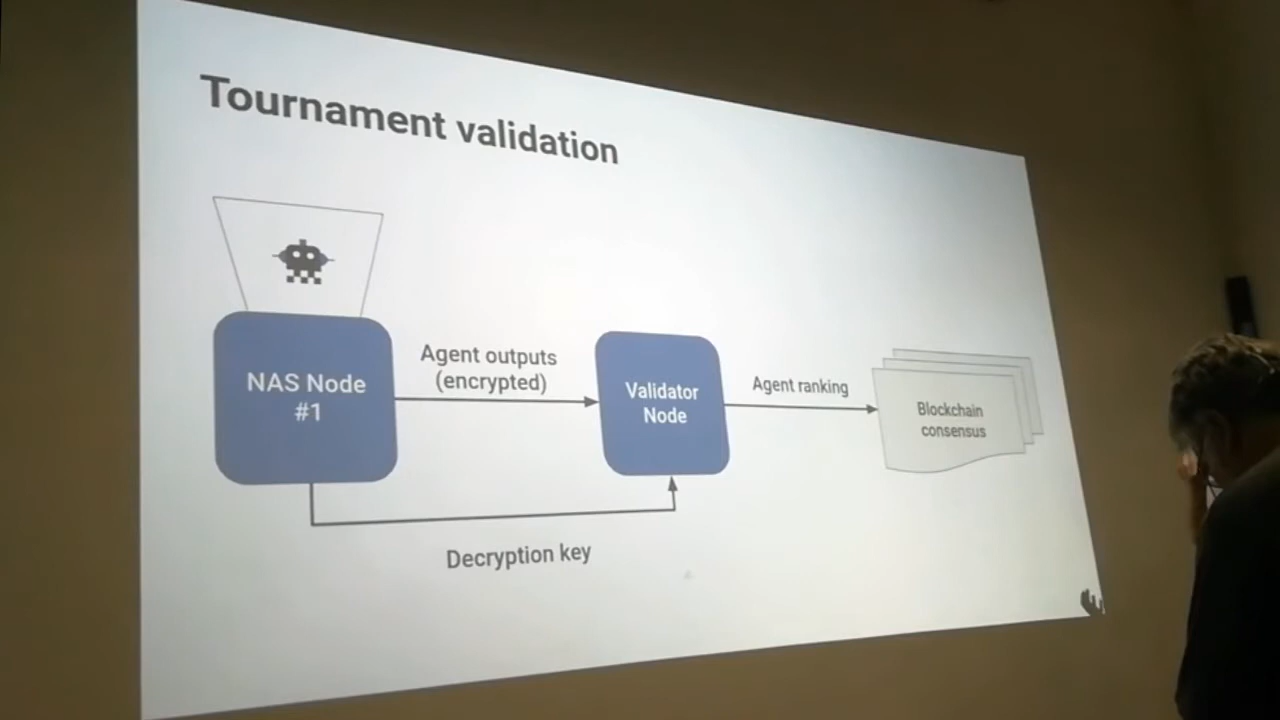 Tournament validation
NAS Node
#1
Agent outputs
(encrypted)
Validator
Node
Agent ranking
Blockchain
consensus
Decryption key